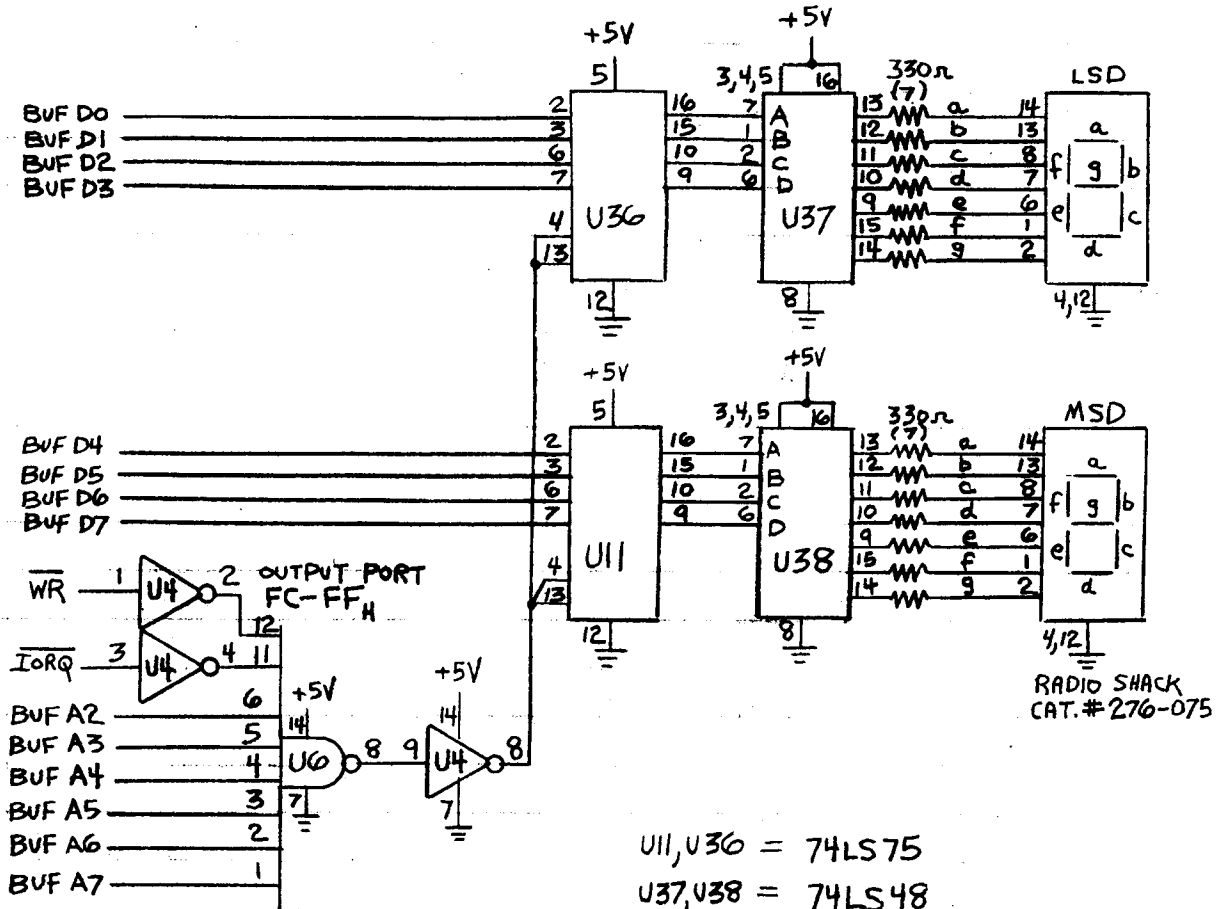 +5V
+5V
5
3,4,5
16
330Ω
(7)
LSD
BUF D0
BUF D1
BUF D2
BUF D3
2
3
6
7
4
13
U36
12
16
15
10
9
7
1
2
6
A
B
C
D
U37
8
13 a 14
12 b 13
11 c 8
10 d 7
9 e 6
15 f 1
14 g 2
a
f g b
e c
d
4,12
+5V
+5V
5
3,4,5
16
330Ω
(7)
MSD
BUF D4
BUF D5
BUF D6
BUF D7
2
3
6
7
4
13
U11
12
16
15
10
9
7
1
2
6
A
B
C
D
U38
8
13 a 14
12 b 13
11 c 8
10 d 7
9 e 6
15 f 1
14 g 2
a
f g b
e c
d
4,12
RADIO SHACK
CAT.# 276-075
W̅R̅ 1 U4 2
OUTPUT PORT
FC-FFH
12
I̅O̅R̅Q̅ 3 U4 4 11
BUF A2 6
BUF A3 5
BUF A4 4
BUF A5 3
BUF A6 2
BUF A7 1
+5V
14
U6 8
7
+5V
14
9 U4 8
7
U11,U36 = 74LS75
U37,U38 = 74LS48